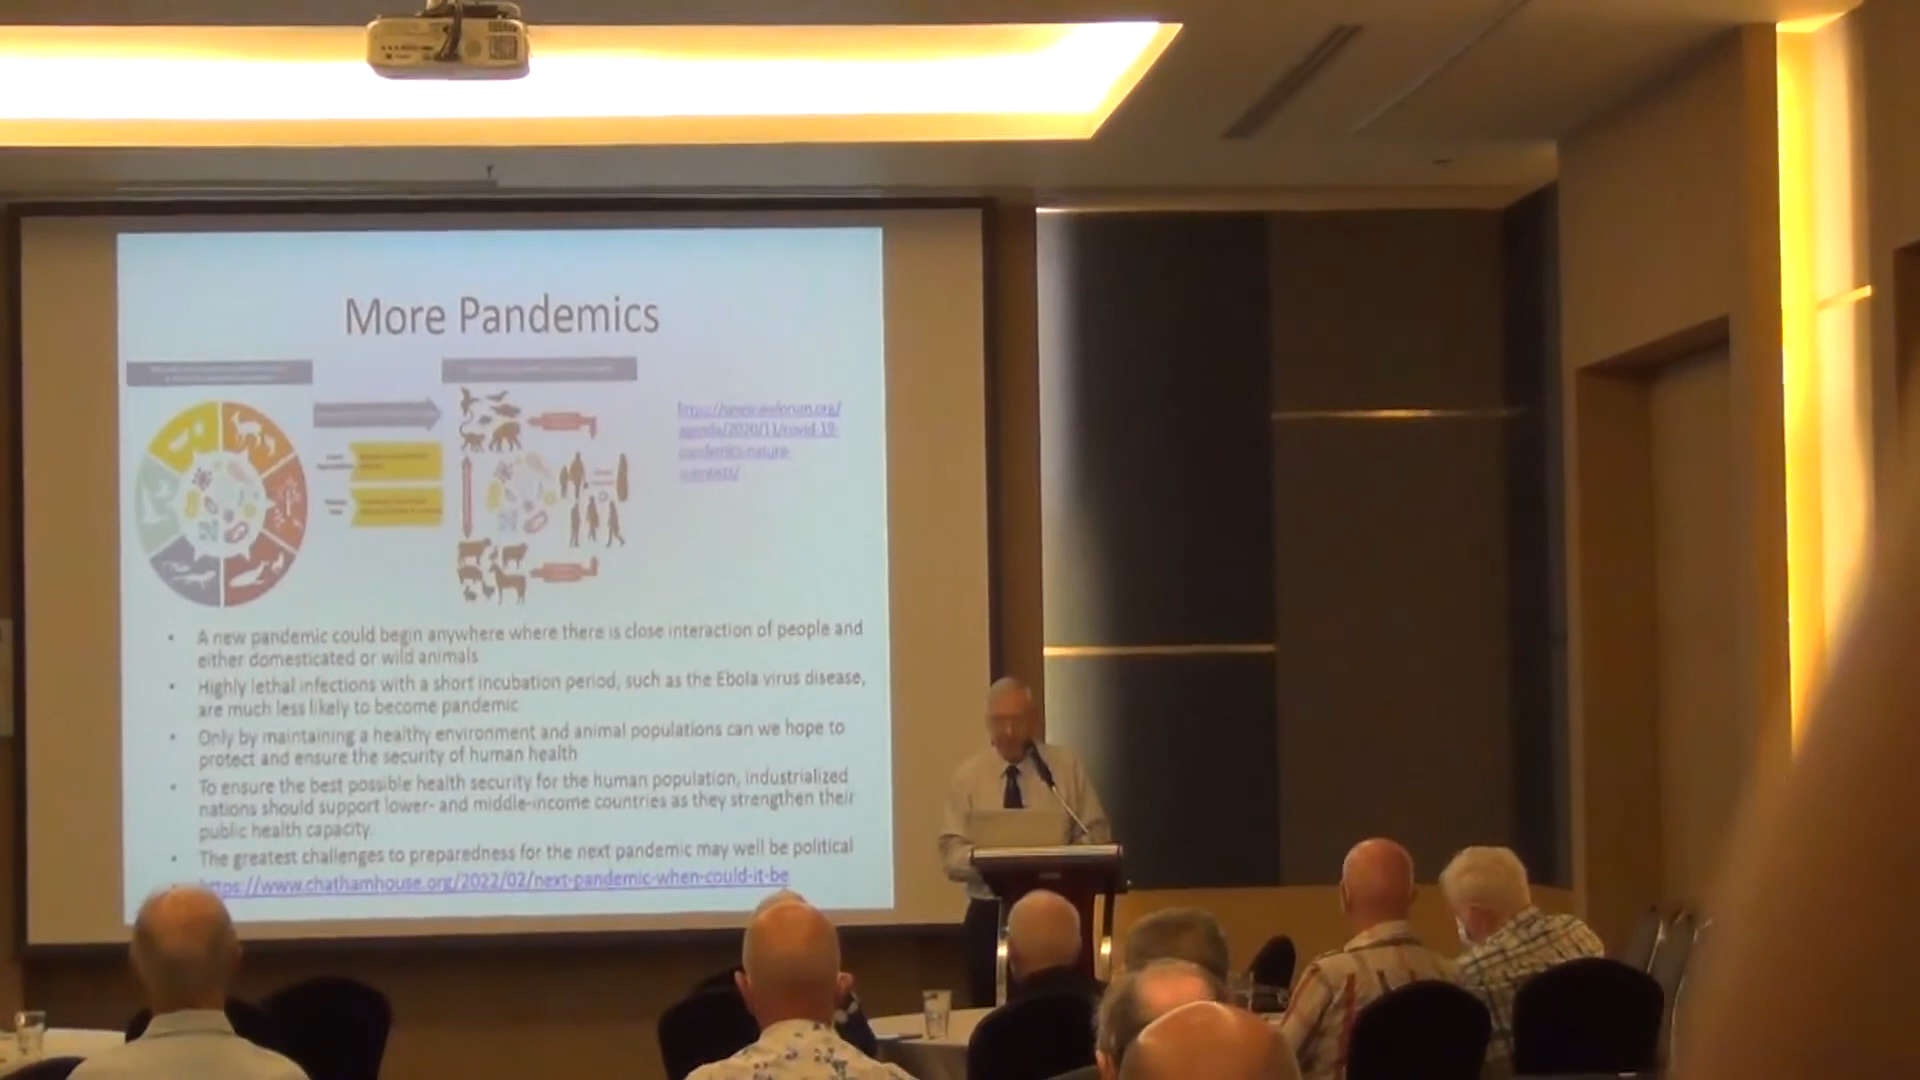 More Pandemics
https://www.weforum.org/
agenda/2020/11/covid-19-
pandemics-nature-
scientists/
• A new pandemic could begin anywhere where there is close interaction of people and
either domesticated or wild animals
• Highly lethal infections with a short incubation period, such as the Ebola virus disease,
are much less likely to become pandemic
• Only by maintaining a healthy environment and animal populations can we hope to
protect and ensure the security of human health
• To ensure the best possible health security for the human population, industrialized
nations should support lower- and middle-income countries as they strengthen their
public health capacity.
• The greatest challenges to preparedness for the next pandemic may well be political
• https://www.chathamhouse.org/2022/02/next-pandemic-when-could-it-be